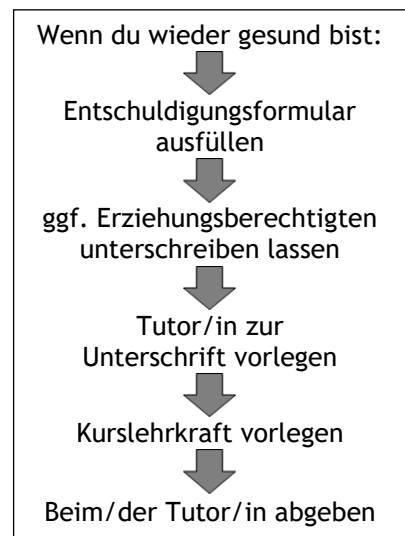 Wenn du wieder gesund bist:
Entschuldigungsformular
ausfüllen
ggf. Erziehungsberechtigten
unterschreiben lassen
Tutor/in zur
Unterschrift vorlegen
Kurslehrkraft vorlegen
Beim/der Tutor/in abgeben